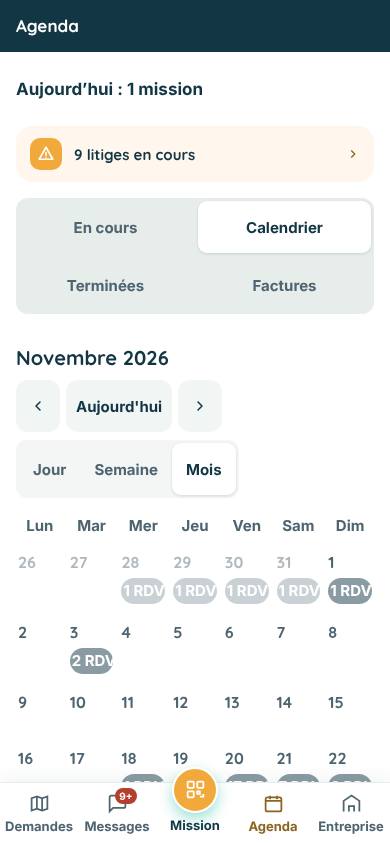 Agenda
Aujourd’hui : 1 mission
9 litiges en cours
En cours Calendrier
Terminées Factures
Novembre 2026
Aujourd'hui
Jour Semaine Mois
Lun Mar Mer Jeu Ven Sam Dim
26 27 28 29 30 31 1
1 RDV 1 RDV 1 RDV 1 RDV 1 RDV
2 3 4 5 6 7 8
2 RDV
9 10 11 12 13 14 15
16 17 18 19 20 21 22
9+
Demandes Messages Mission Agenda Entreprise